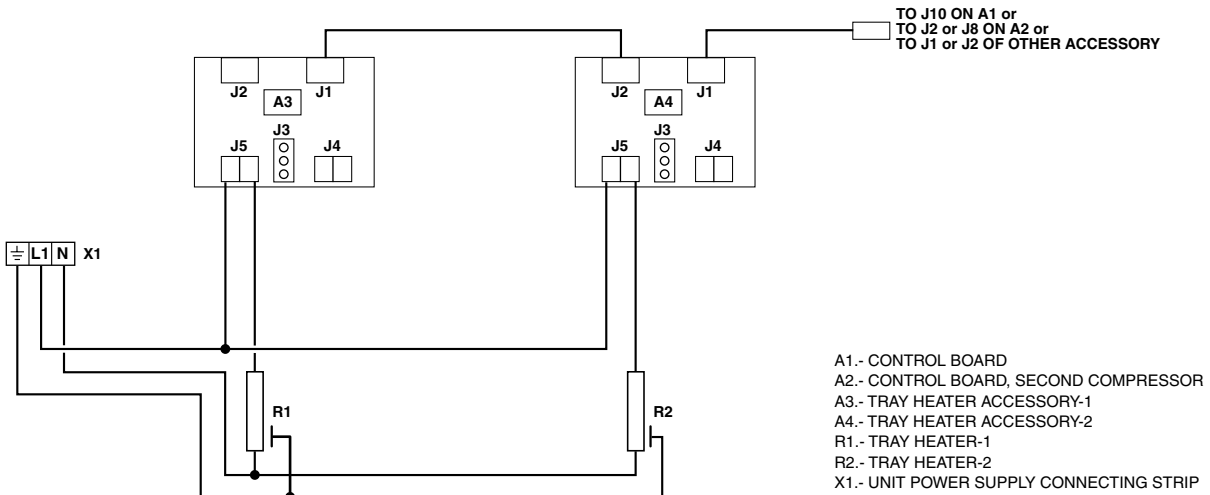 TO J10 ON A1 or
TO J2 or J8 ON A2 or
TO J1 or J2 OF OTHER ACCESSORY
J2 A3 J1
J3
J5 J4
J2 A4 J1
J3
J5 J4
L1 N X1
R1
R2
A1.- CONTROL BOARD
A2.- CONTROL BOARD, SECOND COMPRESSOR
A3.- TRAY HEATER ACCESSORY-1
A4.- TRAY HEATER ACCESSORY-2
R1.- TRAY HEATER-1
R2.- TRAY HEATER-2
X1.- UNIT POWER SUPPLY CONNECTING STRIP